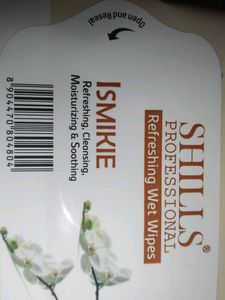 Open and Reseal
SHILLS®
PROFESSIONAL
Refreshing Wet Wipes
ISMIKIE
Refreshing, Cleansing,
Moisturizing & Soothing
8904470804804